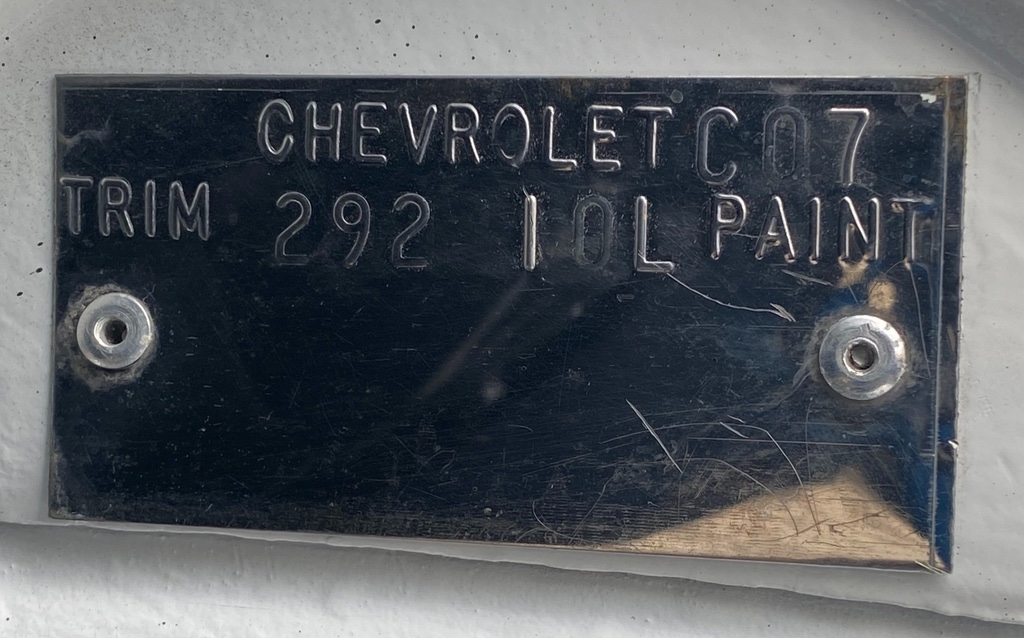 CHEVROLET C07
TRIM 292 10L PAINT